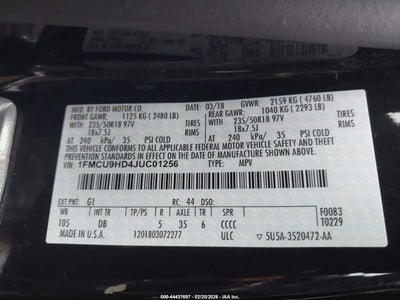 MFD. BY FORD MOTOR CO. 03/18 GVWR: 2159 KG (4760 LB)
FRONT GAWR: 1125 KG (2480 LB) REAR GAWR: 1040 KG (2293 LB)
235/50R18 97V WITH TIRES 235/50R18 97V
18x7.5J RIMS 18x7.5J
AT 240 kPa/ 35 PSI COLD AT 240 kPa/ 35 PSI COLD
THIS VEHICLE CONFORMS TO ALL APPLICABLE FEDERAL MOTOR VEHICLE SAFETY AND THEFT PREVENTION STANDARDS IN EFFECT ON THE DATE OF MANUFACTURE SHOWN ABOVE.
VIN: 1FMCU9HD4JUC01256 TYPE: MPV
EXT PNT: G1 RC: 44 DSO: F0083
WB INT TR TP/PS R AXLE TR SPR T0229
105 DB 5 35 6 CCCC
1201803072277 ULC 5U5A-3520472-AA
IAA 000-44437697 | 02/20/2026 | IAAI.COM